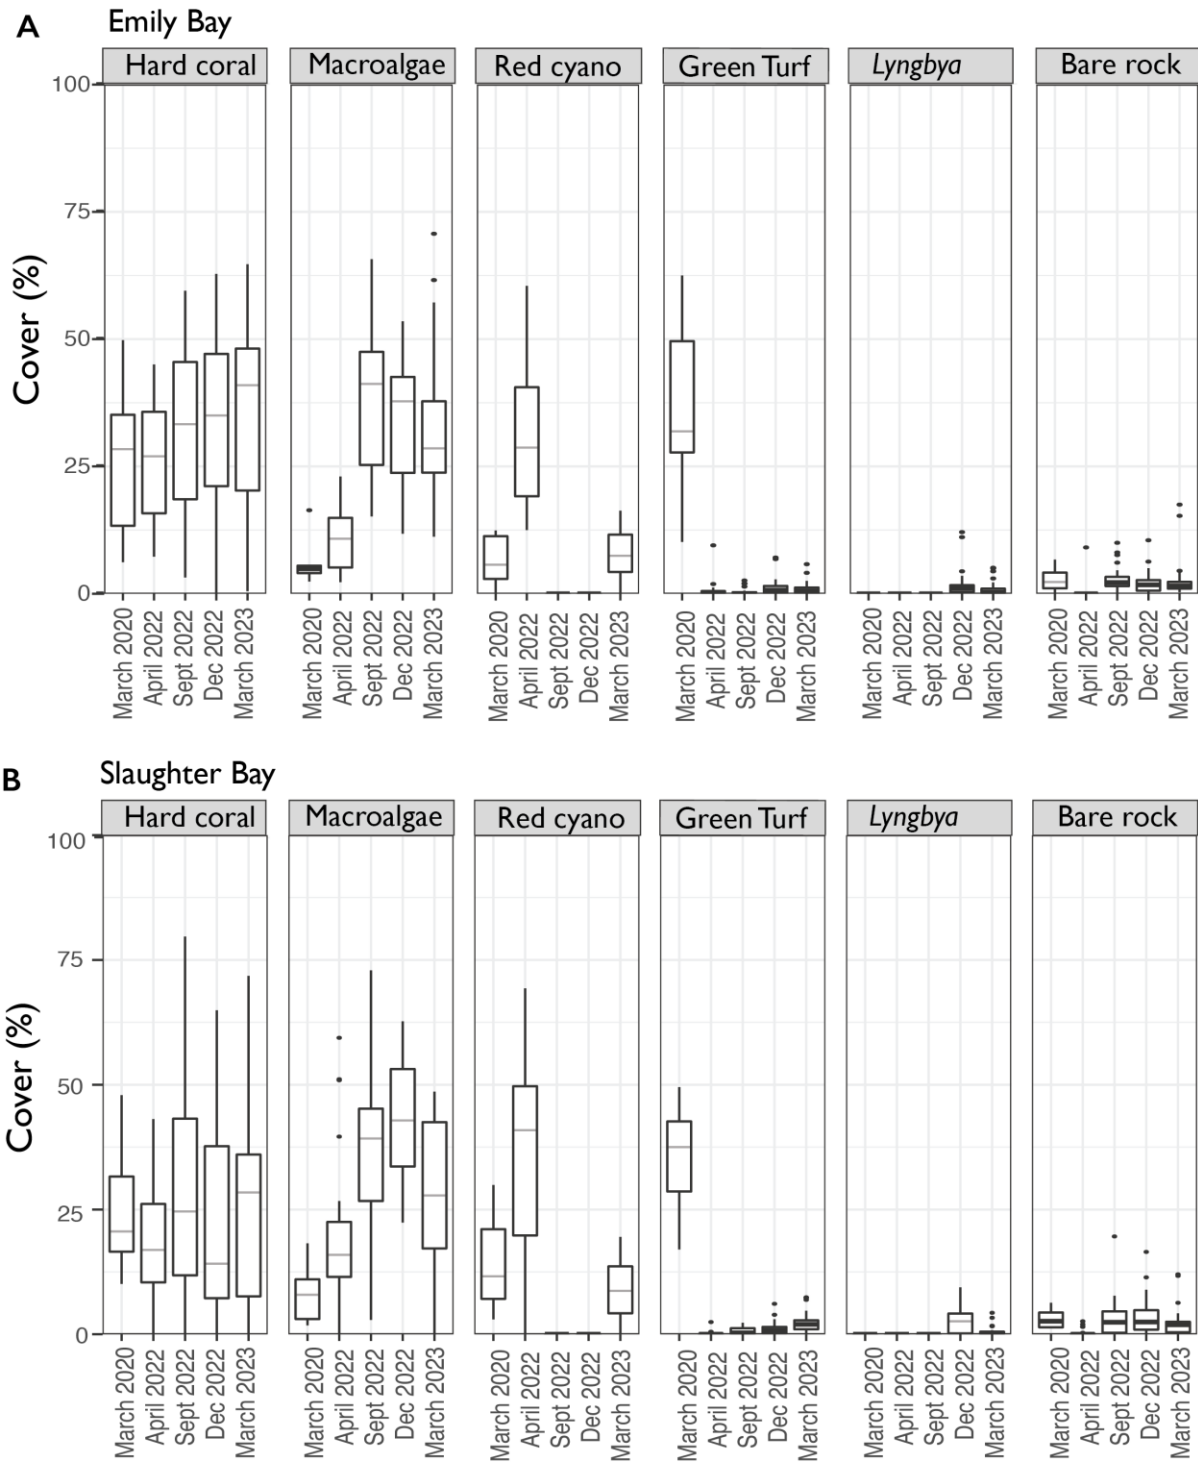 A Emily Bay
Hard coral Macroalgae Red cyano Green Turf Lyngbya Bare rock
100
75
50
25
0
Cover (%)
March 2020 April 2022 Sept 2022 Dec 2022 March 2023 March 2020 April 2022 Sept 2022 Dec 2022 March 2023 March 2020 April 2022 Sept 2022 Dec 2022 March 2023 March 2020 April 2022 Sept 2022 Dec 2022 March 2023 March 2020 April 2022 Sept 2022 Dec 2022 March 2023 March 2020 April 2022 Sept 2022 Dec 2022 March 2023
B Slaughter Bay
Hard coral Macroalgae Red cyano Green Turf Lyngbya Bare rock
100
75
50
25
0
Cover (%)
March 2020 April 2022 Sept 2022 Dec 2022 March 2023 March 2020 April 2022 Sept 2022 Dec 2022 March 2023 March 2020 April 2022 Sept 2022 Dec 2022 March 2023 March 2020 April 2022 Sept 2022 Dec 2022 March 2023 March 2020 April 2022 Sept 2022 Dec 2022 March 2023 March 2020 April 2022 Sept 2022 Dec 2022 March 2023